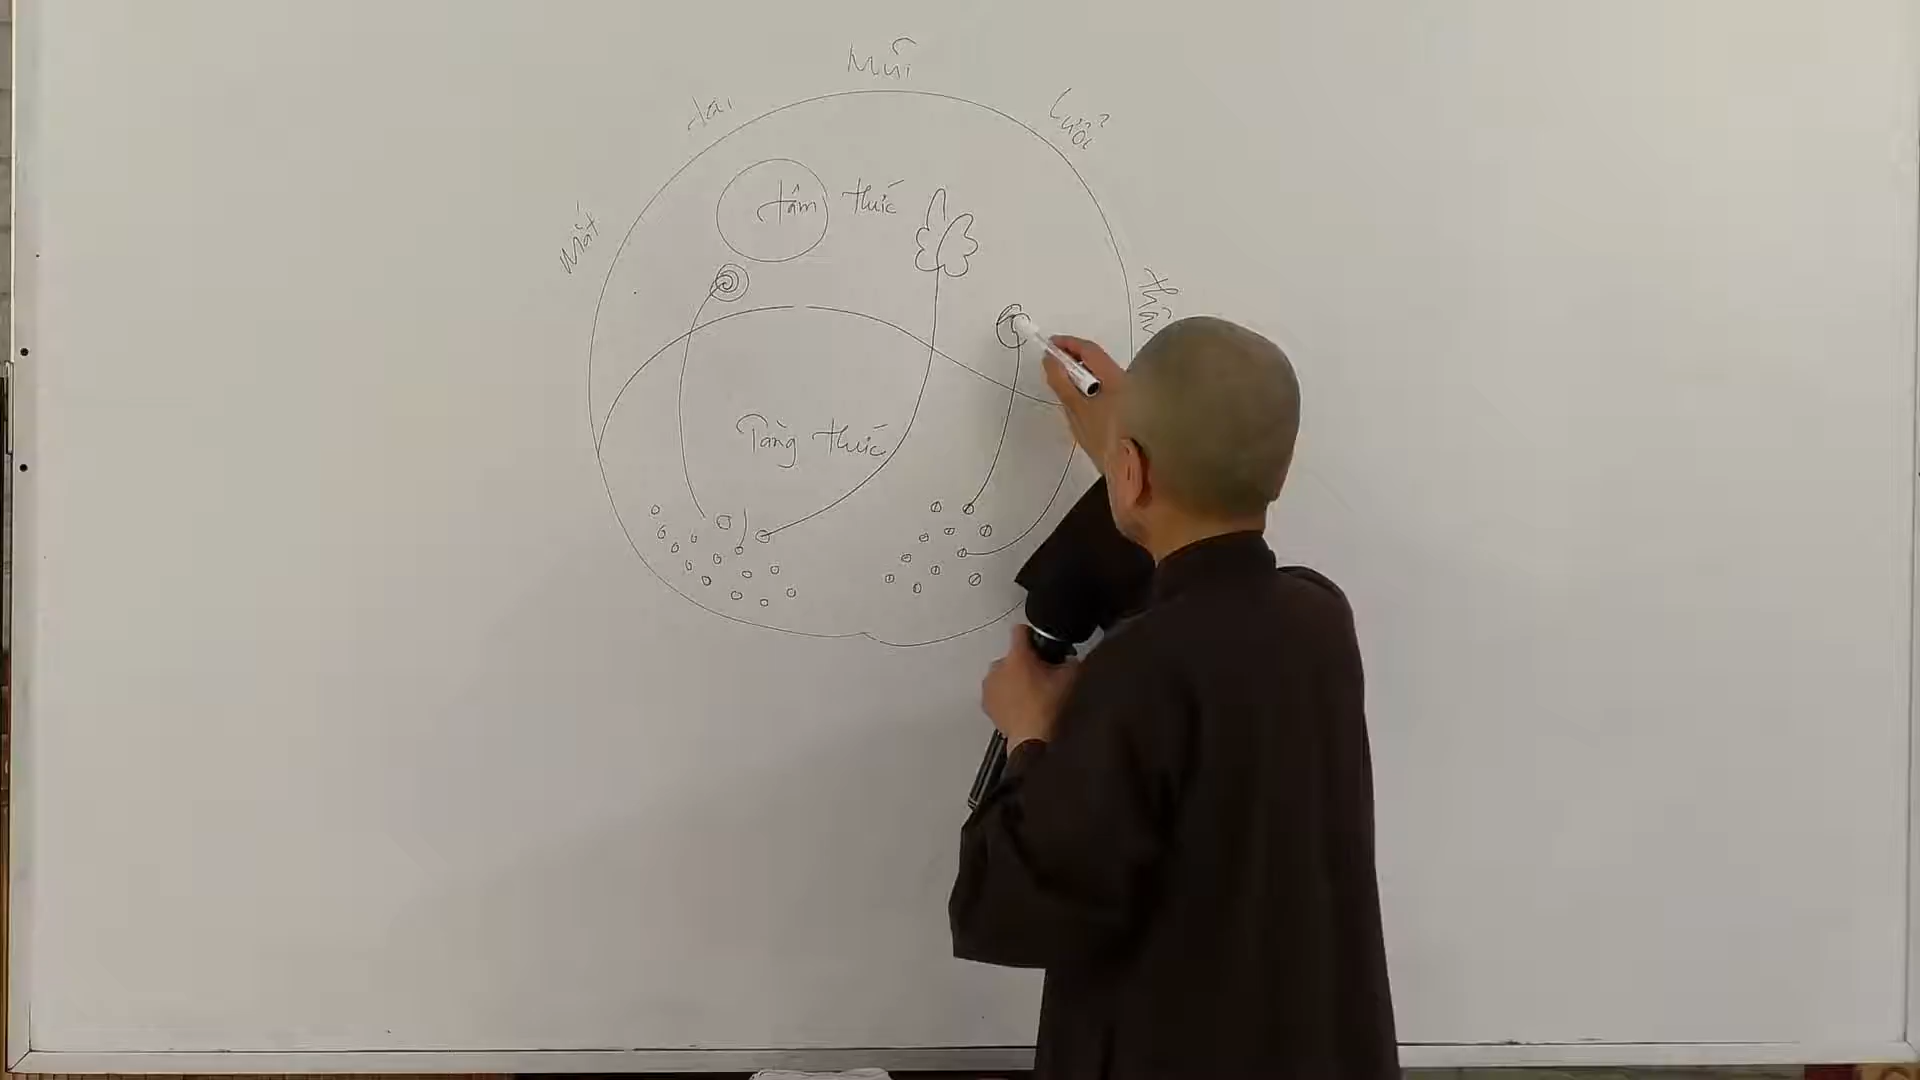 Mũi
tai
Lưỡi
Mắt
tâm thức
thân
Tàng thức